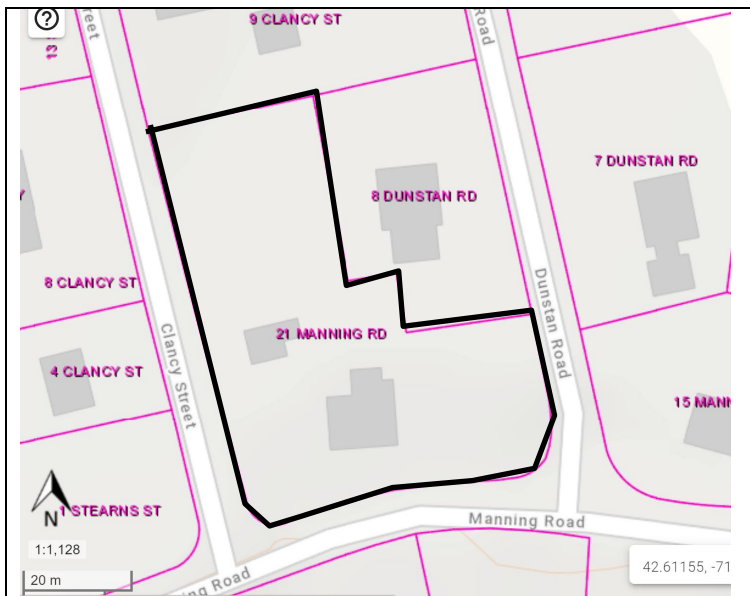 9 CLANCY ST
Road
reet
13
7 DUNSTAN RD
8 DUNSTAN RD
8 CLANCY ST
Dunstan Road
21 MANNING RD
Clancy Street
4 CLANCY ST
15 MANN
1 STEARNS ST
N
Manning Road
1:1,128
42.61155, -71
20 m
ng Road